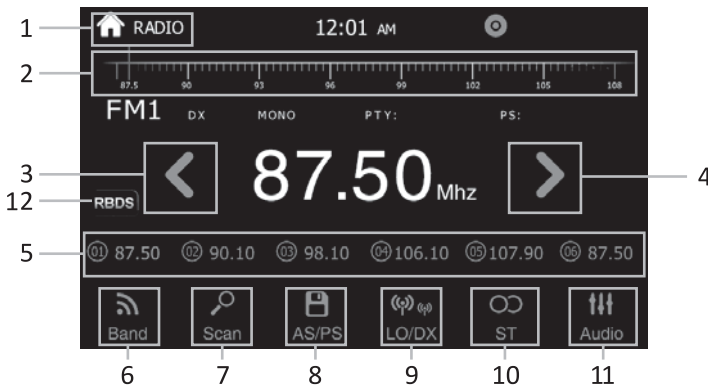 1 RADIO 12:01 AM
2 87.5 90 93 96 99 102 105 108
FM1 DX MONO PTY: PS:
3 87.50 Mhz 4
12 RBDS
5 01 87.50 02 90.10 03 98.10 04 106.10 05 107.90 06 87.50
Band Scan AS/PS LO/DX ST Audio
6 7 8 9 10 11